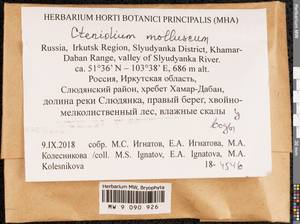 HERBARIUM HORTI BOTANICI PRINCIPALIS (MHA)
Ctenidium molluscum
Russia, Irkutsk Region, Slyudyanka District, Khamar-
Daban Range, valley of Slyudyanka River.
ca. 51°36' N – 103°38' E, 686 m alt.
Россия, Иркутская область,
Слюдянский район, хребет Хамар-Дабан,
долина реки Слюдянка, правый берег, хвойно-
мелколиственный лес, влажные скалы у
воды
9.IX.2018 собр. М.С. Игнатов, Е.А. Игнатова, М.А.
Колесникова /coll. M.S. Ignatov, E.A. Ignatova, M.A.
Kolesnikova 18-4546
Herbarium MW, Bryophyta
MW 9 090 926